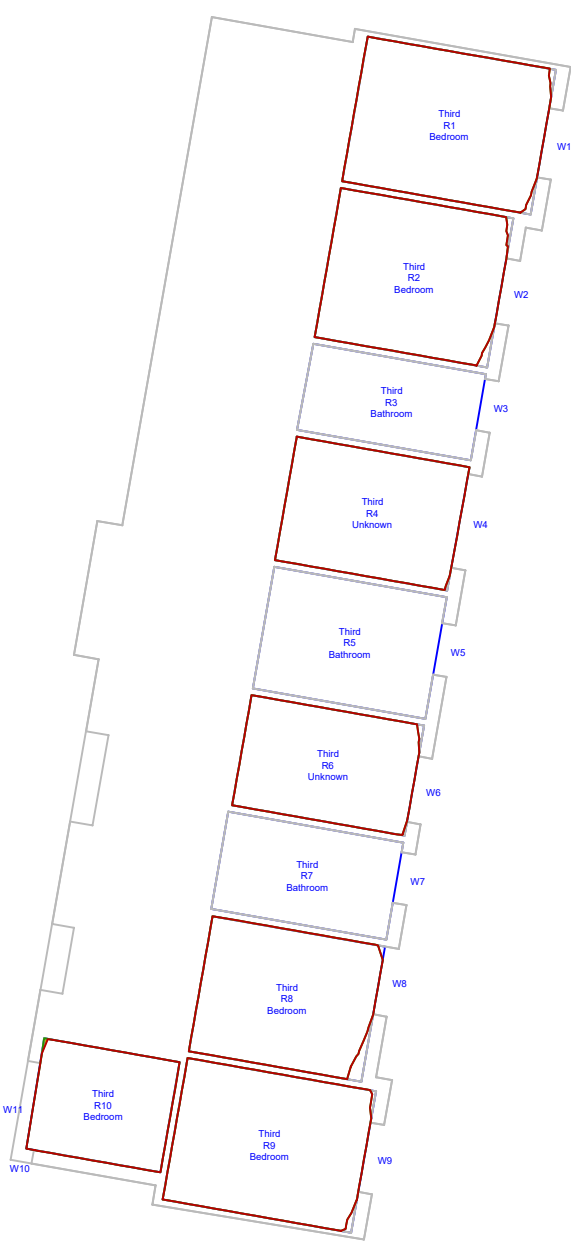 Third
R1
Bedroom
W1
Third
R2
Bedroom
W2
Third
R3
Bathroom
W3
Third
R4
Unknown
W4
Third
R5
Bathroom
W5
Third
R6
Unknown
W6
Third
R7
Bathroom
W7
Third
R8
Bedroom
W8
Third
R10
Bedroom
W11
W10
Third
R9
Bedroom
W9